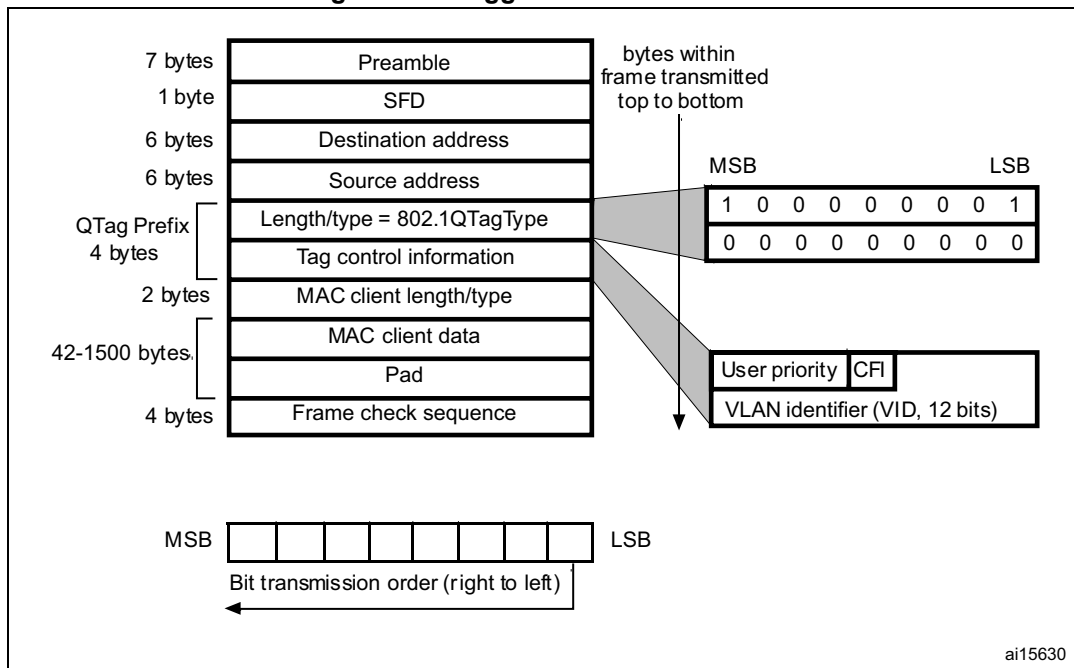 bytes within
frame transmitted
top to bottom
7 bytes Preamble
1 byte SFD
6 bytes Destination address
6 bytes Source address
QTag Prefix
4 bytes
Length/type = 802.1QTagType
Tag control information
2 bytes MAC client length/type
42-1500 bytes
MAC client data
Pad
4 bytes Frame check sequence
MSB LSB
1 0 0 0 0 0 0 0 1
0 0 0 0 0 0 0 0 0
User priority CFI
VLAN identifier (VID, 12 bits)
MSB LSB
Bit transmission order (right to left)
ai15630